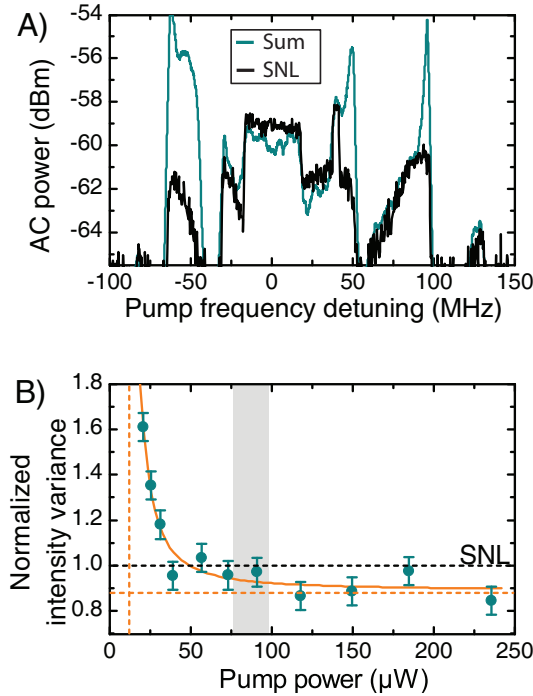 A)
-54
-56
-58
-60
-62
-64
AC power (dBm)
Sum
SNL
-100
-50
0
50
100
150
Pump frequency detuning (MHz)
B)
1.8
1.6
1.4
1.2
1.0
0.8
Normalized
intensity variance
SNL
0
50
100
150
200
250
Pump power (µW)